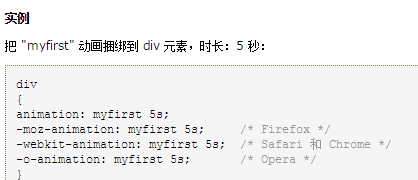 实例
把 "myfirst" 动画捆绑到 div 元素，时长：5 秒：
div
{
animation: myfirst 5s;
-moz-animation: myfirst 5s;     /* Firefox */
-webkit-animation: myfirst 5s;  /* Safari 和 Chrome */
-o-animation: myfirst 5s;       /* Opera */
}